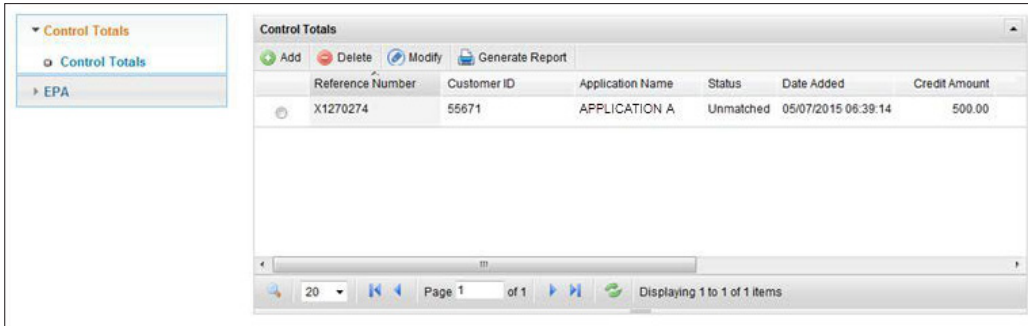 Control Totals
Control Totals
EPA
Control Totals
Add Delete Modify Generate Report
Reference Number Customer ID Application Name Status Date Added Credit Amount
X1270274 55671 APPLICATION A Unmatched 05/07/2015 06:39:14 500.00
20 Page 1 of 1 Displaying 1 to 1 of 1 items